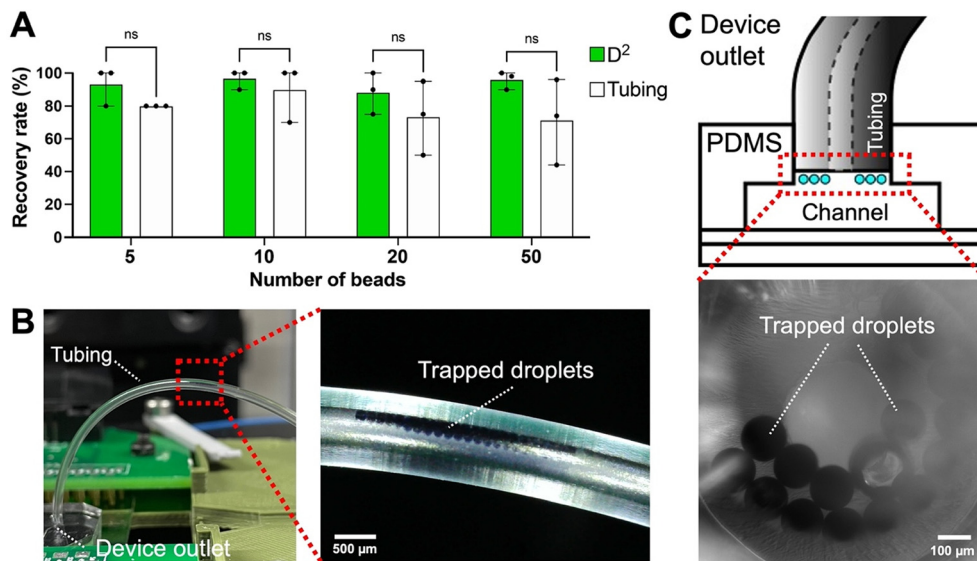 A
ns
ns
ns
ns
D²
Tubing
Recovery rate (%)
100
80
60
40
20
0
5
10
20
50
Number of beads
B
Tubing
Device outlet
Trapped droplets
500 µm
C
Device
outlet
Tubing
PDMS
Channel
Trapped droplets
100 µm